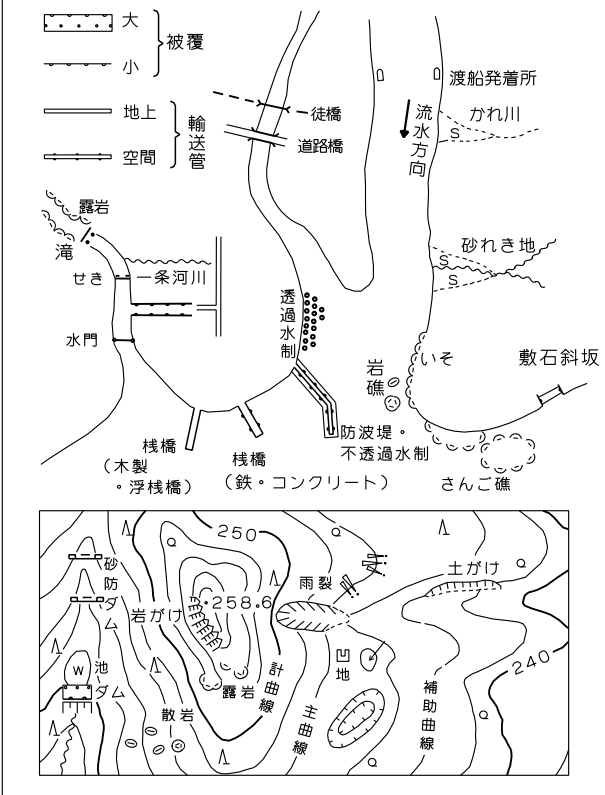 大
小
被覆
地上
空間
輸送管
渡船発着所
徒橋
道路橋
流水方向
かれ川
S
露岩
滝
せき
一条河川
水門
砂れき地
S
S
透過水制
岩礁
いそ
敷石斜坂
防波堤・
不透過水制
桟橋
(木製
・浮桟橋)
桟橋
(鉄・コンクリート)
さんご礁
250
砂防ダム
土がけ
雨裂
岩がけ
258.6
凹地
240
池
W
ダム
露岩
計曲線
主曲線
補助曲線
散岩